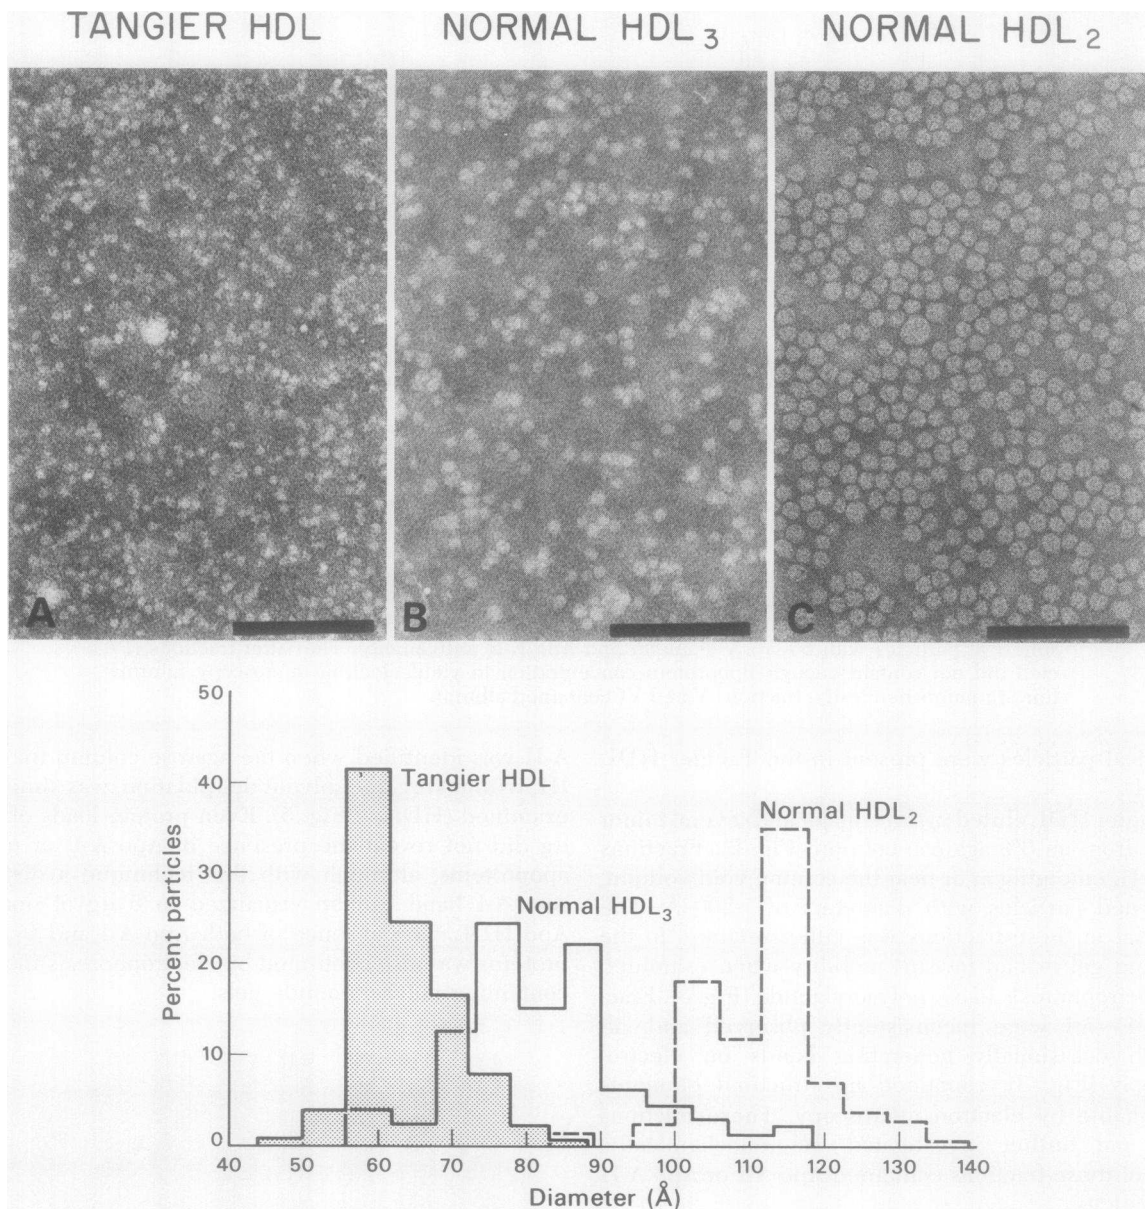 TANGIER HDL
NORMAL HDL3
NORMAL HDL2
A
B
C
50
40
30
20
10
0
Percent particles
Tangier HDL
Normal HDL3
Normal HDL2
40 50 60 70 80 90 100 110 120 130 140
Diameter (Å)